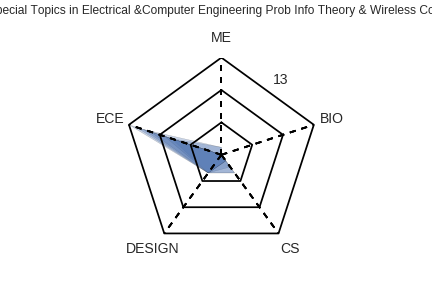 pecial Topics in Electrical &Computer Engineering Prob Info Theory & Wireless Co
ME
13
ECE
BIO
DESIGN
CS